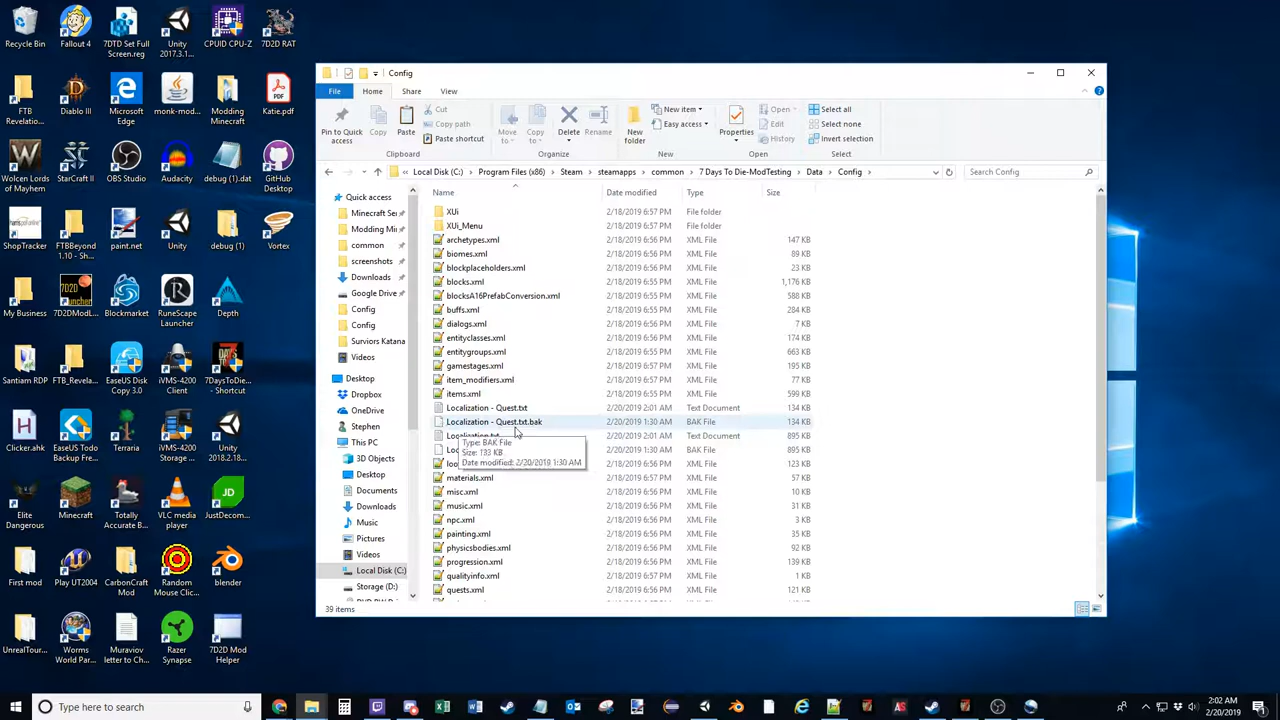 Recycle Bin
Fallout 4
7DTD Set Full Screen.reg
Unity 2017.3.1...
CPUID CPU-Z
7D2D RAT
FTB Revelation...
Diablo III
Microsoft Edge
monk-mod...
Modding Minecraft
Katie.pdf
Wolcen Lords of Mayhem
StarCraft II
OBS Studio
Audacity
debug (1).dat
GitHub Desktop
ShopTracker
FTBBeyond 1.10 - Sh...
paint.net
Unity
debug (1)
Vortex
My Business
7D2DModL...
Blockmarket
RuneScape Launcher
Depth
Santiam RDP
FTB_Revela...
EaseUS Disk Copy 3.0
iVMS-4200 Client
7DaysToDie... - Shortcut
Clicker.ahk
EaseUS Todo Backup Fre...
Terraria
iVMS-4200 Storage ...
Unity 2018.2.18...
Elite Dangerous
Minecraft
Totally Accurate B...
VLC media player
JustDecom...
First mod
Play UT2004
CarbonCraft Mod
Random Mouse Clic...
blender
UnrealTour...
Worms World Par...
Muraviov letter to Ch...
Razer Synapse
7D2D Mod Helper
Config
File Home Share View
Pin to Quick access
Copy
Paste
Cut
Copy path
Paste shortcut
Clipboard
Move to
Copy to
Delete
Rename
Organize
New folder
New item
Easy access
New
Properties
Open
Edit
History
Open
Select all
Select none
Invert selection
Select
« Local Disk (C:) › Program Files (x86) › Steam › steamapps › common › 7 Days To Die-ModTesting › Data › Config ›
Search Config
Quick access
Minecraft Se
Modding Mi
common
screenshots
Downloads
Google Drive
Config
Config
Surviors Katana
Videos
Desktop
Dropbox
OneDrive
Stephen
This PC
3D Objects
Desktop
Documents
Downloads
Music
Pictures
Videos
Local Disk (C:)
Storage (D:)
Name Date modified Type Size
XUi 2/18/2019 6:57 PM File folder
XUi_Menu 2/18/2019 6:57 PM File folder
archetypes.xml 2/18/2019 6:56 PM XML File 147 KB
biomes.xml 2/18/2019 6:56 PM XML File 89 KB
blockplaceholders.xml 2/18/2019 6:56 PM XML File 23 KB
blocks.xml 2/18/2019 6:56 PM XML File 1,176 KB
blocksA16PrefabConversion.xml 2/18/2019 6:55 PM XML File 588 KB
buffs.xml 2/18/2019 6:55 PM XML File 284 KB
dialogs.xml 2/18/2019 6:56 PM XML File 7 KB
entityclasses.xml 2/18/2019 6:56 PM XML File 174 KB
entitygroups.xml 2/18/2019 6:55 PM XML File 663 KB
gamestages.xml 2/18/2019 6:57 PM XML File 195 KB
item_modifiers.xml 2/18/2019 6:57 PM XML File 77 KB
items.xml 2/18/2019 6:56 PM XML File 599 KB
Localization - Quest.txt 2/20/2019 2:01 AM Text Document 134 KB
Localization - Quest.txt.bak 2/20/2019 1:30 AM BAK File 134 KB
Localization.txt 2/20/2019 2:01 AM Text Document 895 KB
Loc 2/20/2019 1:30 AM BAK File 895 KB
loo 2/18/2019 6:56 PM XML File 123 KB
Type: BAK File
Size: 133 KB
Date modified: 2/20/2019 1:30 AM
materials.xml 2/18/2019 6:56 PM XML File 57 KB
misc.xml 2/18/2019 6:56 PM XML File 10 KB
music.xml 2/18/2019 6:56 PM XML File 31 KB
npc.xml 2/18/2019 6:56 PM XML File 3 KB
painting.xml 2/18/2019 6:56 PM XML File 35 KB
physicsbodies.xml 2/18/2019 6:56 PM XML File 92 KB
progression.xml 2/18/2019 6:56 PM XML File 139 KB
qualityinfo.xml 2/18/2019 6:57 PM XML File 1 KB
quests.xml 2/18/2019 6:55 PM XML File 90 KB
39 items
Type here to search
2:02 AM
2/20/2019